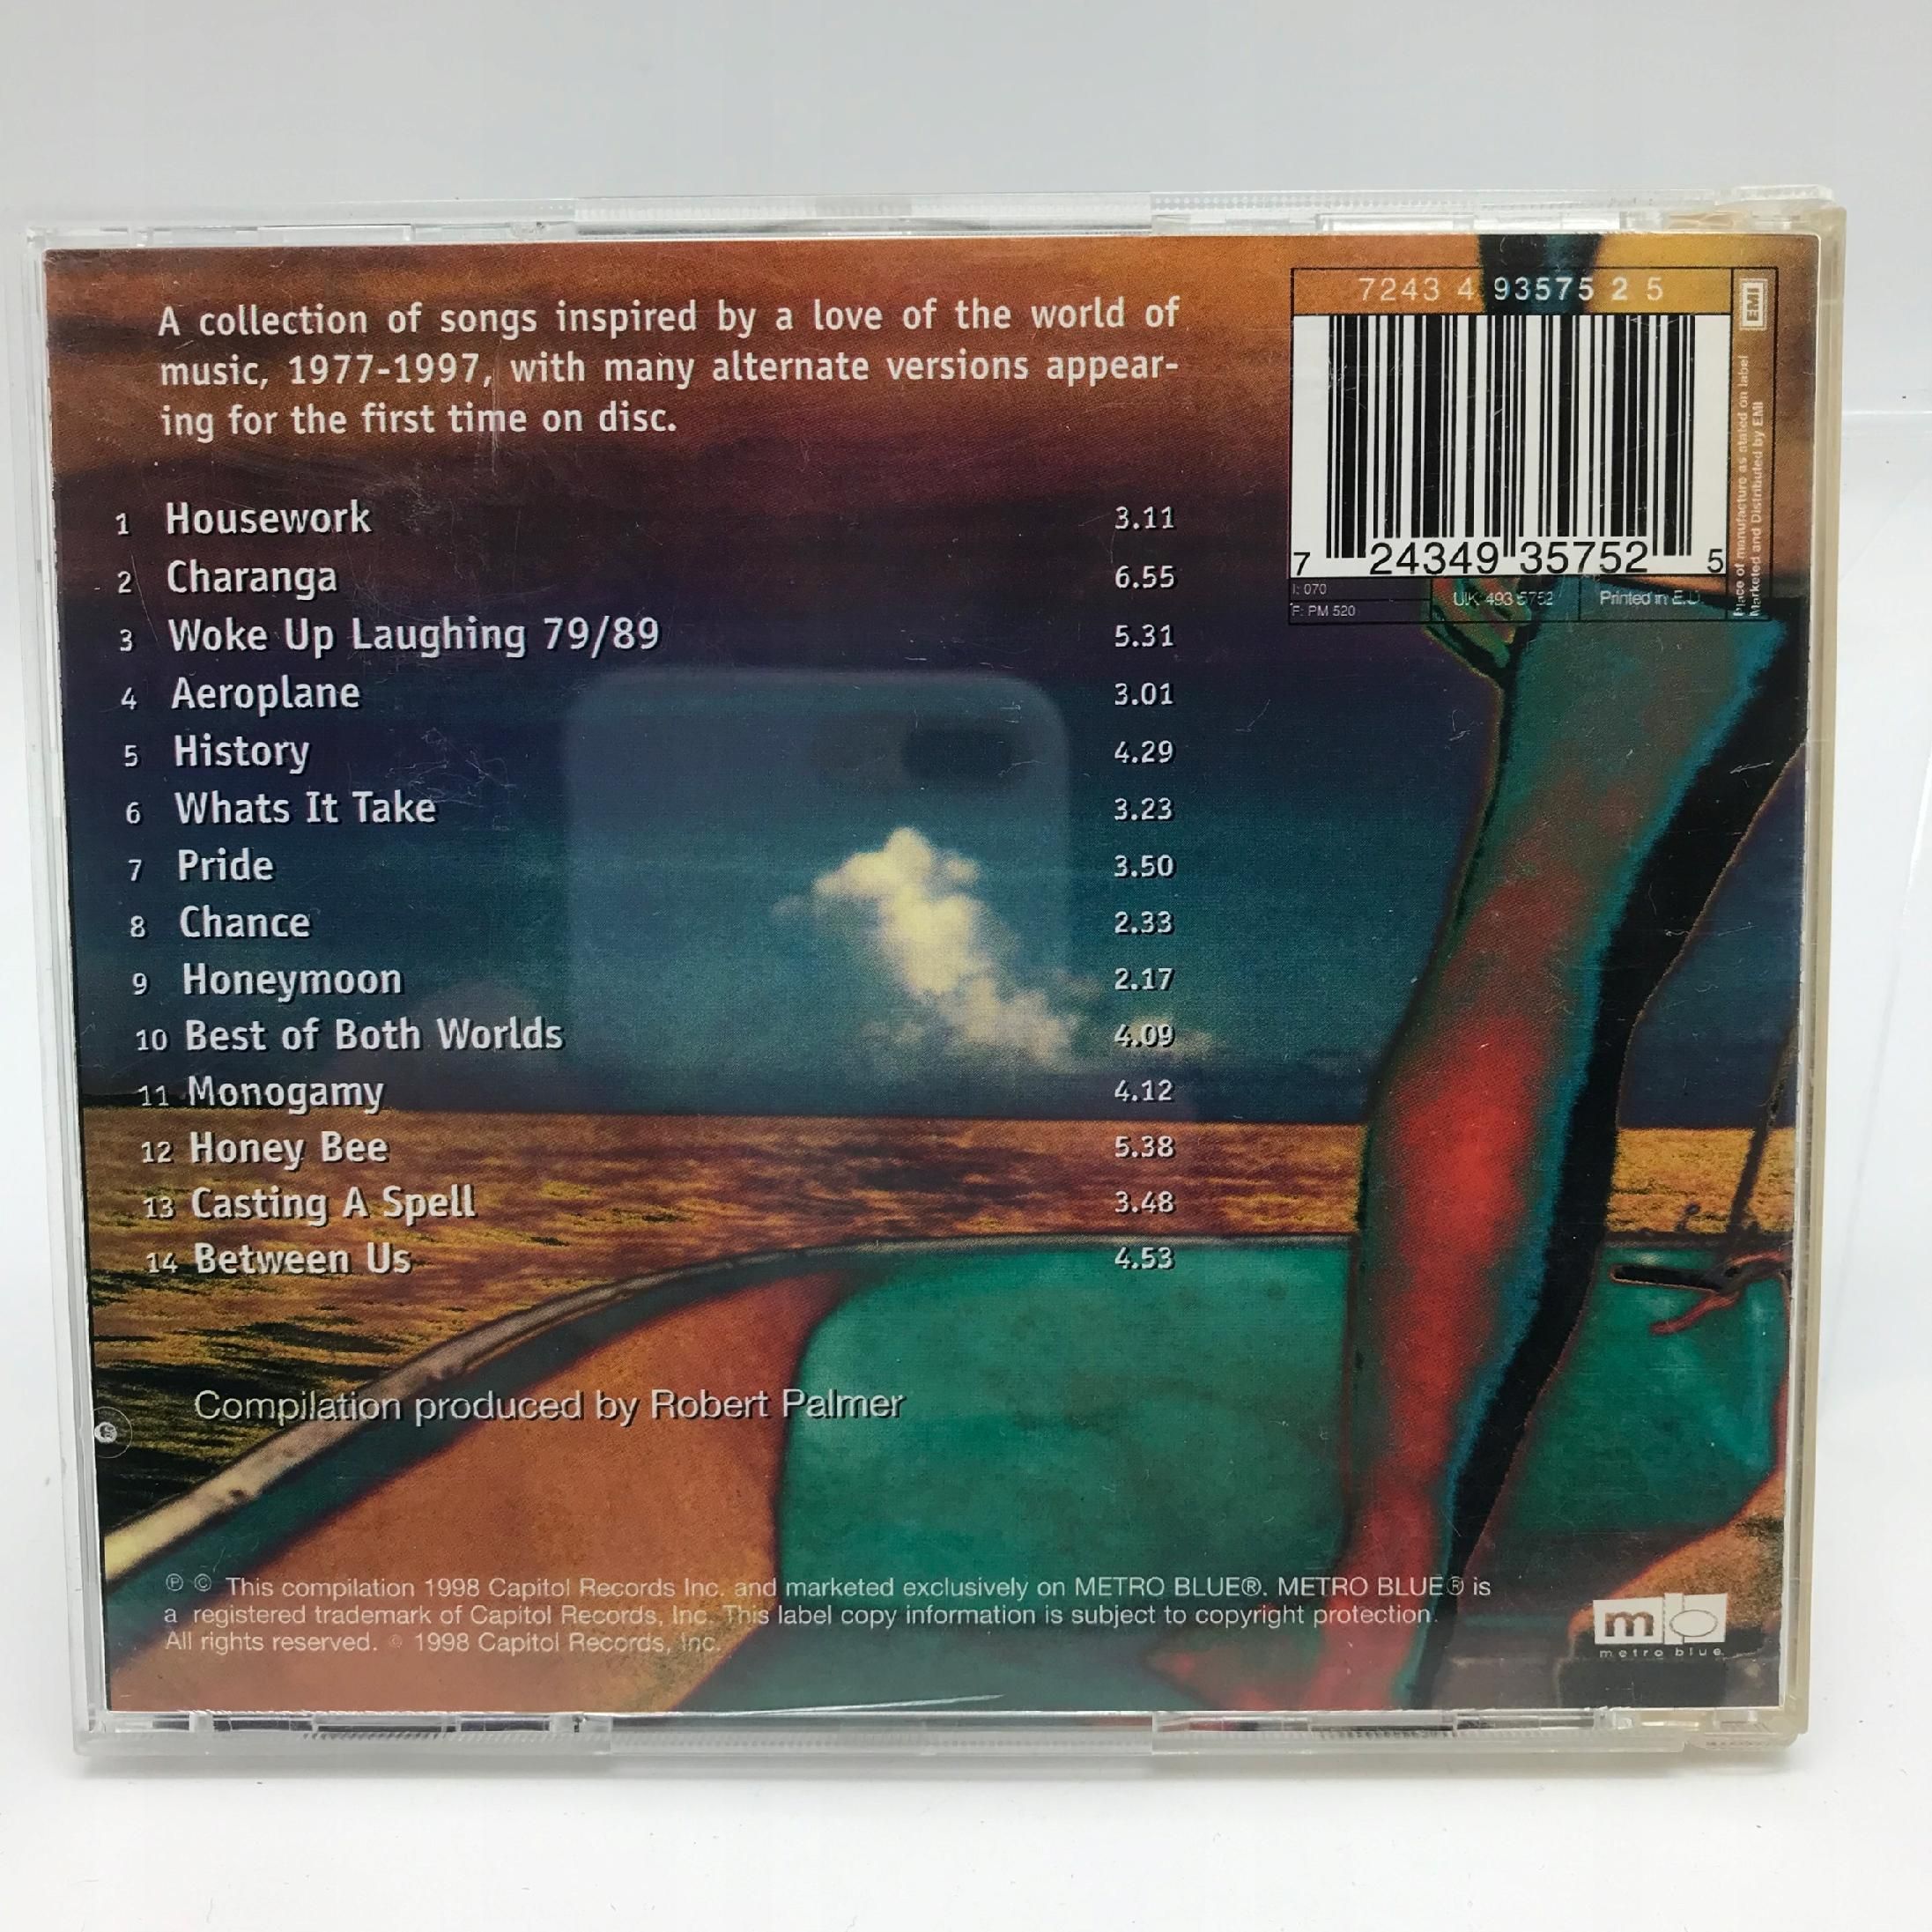 A collection of songs inspired by a love of the world of
music, 1977-1997, with many alternate versions appear-
ing for the first time on disc.
7243 4 93575 2 5
EMI
7 24349 35752 5
I: 070
F: PM 520
UK: 493 5752
Printed in E.U.
Place of manufacture as stated on label
Marketed and Distributed by EMI
1 Housework 3.11
2 Charanga 6.55
3 Woke Up Laughing 79/89 5.31
4 Aeroplane 3.01
5 History 4.29
6 Whats It Take 3.23
7 Pride 3.50
8 Chance 2.33
9 Honeymoon 2.17
10 Best of Both Worlds 4.09
11 Monogamy 4.12
12 Honey Bee 5.38
13 Casting A Spell 3.48
14 Between Us 4.53
Compilation produced by Robert Palmer
℗ © This compilation 1998 Capitol Records Inc. and marketed exclusively on METRO BLUE®. METRO BLUE® is
a registered trademark of Capitol Records, Inc. This label copy information is subject to copyright protection.
All rights reserved. © 1998 Capitol Records, Inc.
mb
metro blue